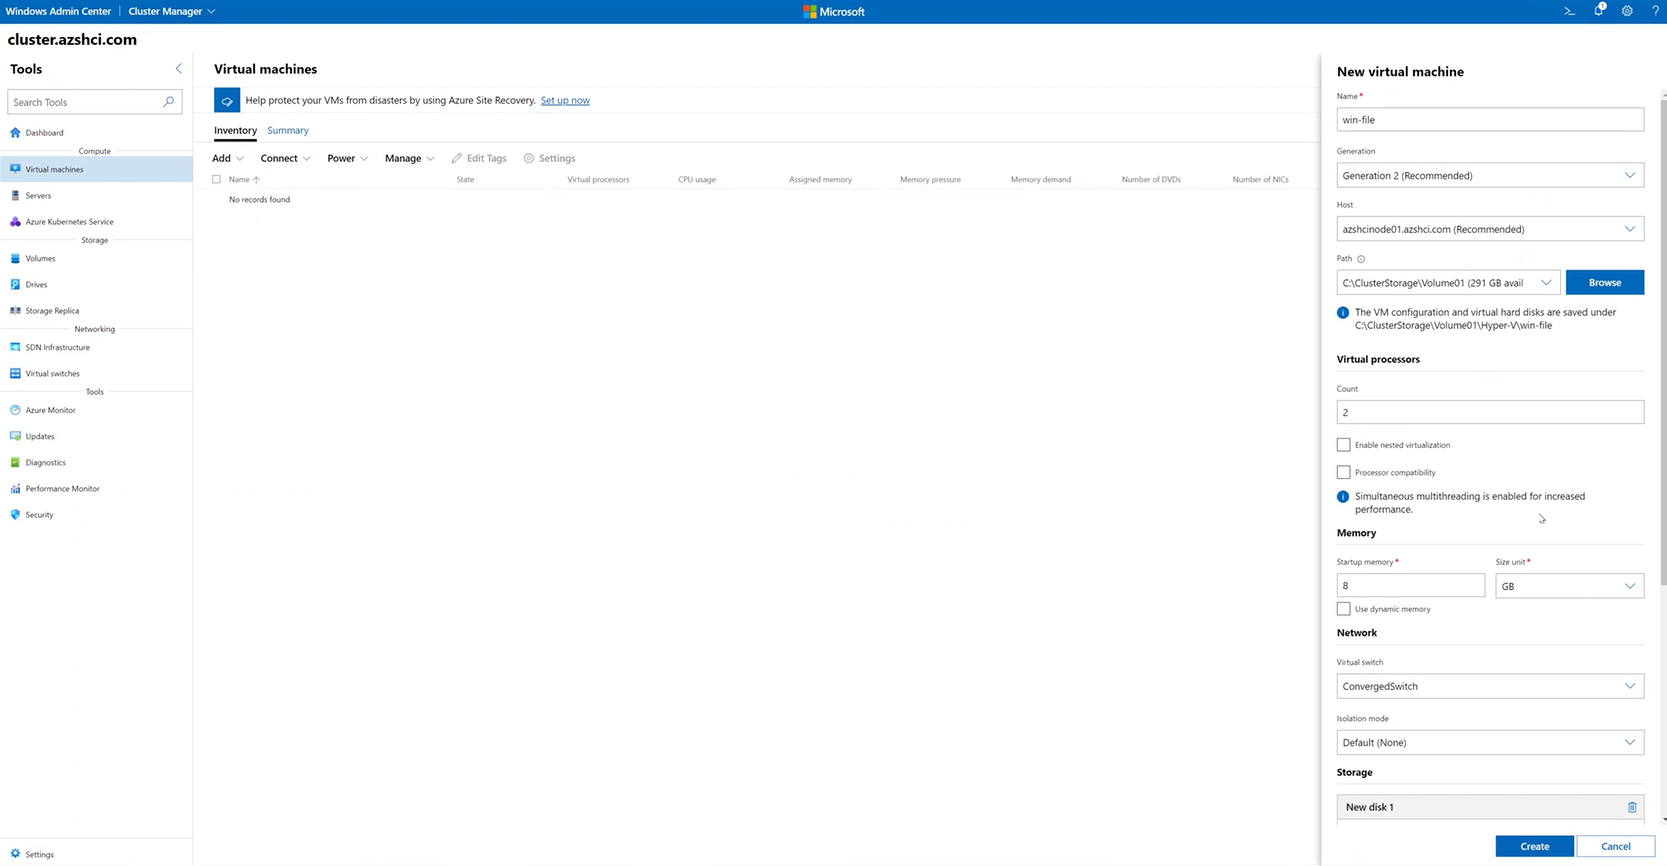 Windows Admin Center
Cluster Manager
Microsoft
1
?
cluster.azshci.com
Tools
Search Tools
Dashboard
Compute
Virtual machines
Servers
Azure Kubernetes Service
Storage
Volumes
Drives
Storage Replica
Networking
SDN Infrastructure
Virtual switches
Tools
Azure Monitor
Updates
Diagnostics
Performance Monitor
Security
Settings
Virtual machines
Help protect your VMs from disasters by using Azure Site Recovery. Set up now
Inventory Summary
Add Connect Power Manage Edit Tags Settings
Name State Virtual processors CPU usage Assigned memory Memory pressure Memory demand Number of DVDs Number of NICs
No records found
New virtual machine
Name*
win-file
Generation
Generation 2 (Recommended)
Host
azshcinode01.azshci.com (Recommended)
Path
C:\ClusterStorage\Volume01 (291 GB avail
Browse
The VM configuration and virtual hard disks are saved under
C:\ClusterStorage\Volume01\Hyper-V\win-file
Virtual processors
Count
2
Enable nested virtualization
Processor compatibility
Simultaneous multithreading is enabled for increased
performance.
Memory
Startup memory* Size unit*
8 GB
Use dynamic memory
Network
Virtual switch
ConvergedSwitch
Isolation mode
Default (None)
Storage
New disk 1
Create Cancel